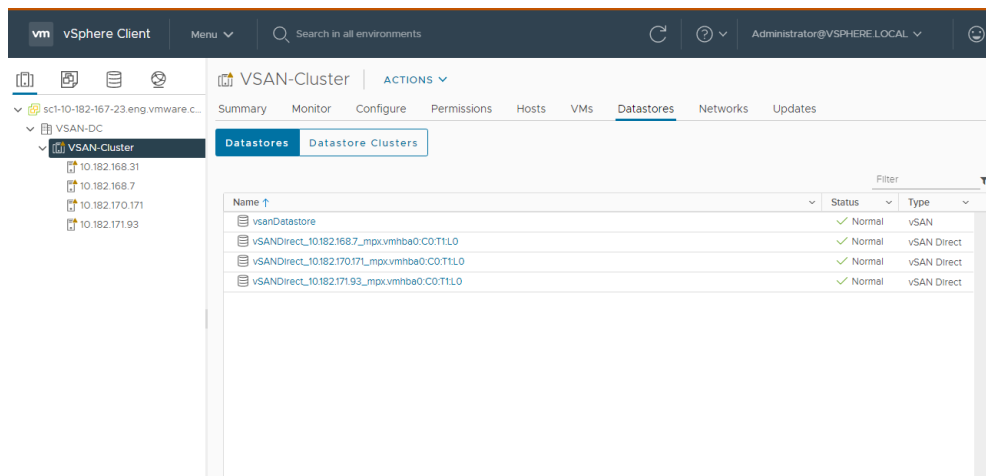 vm vSphere Client Menu Search in all environments Administrator@VSPHERE.LOCAL
VSAN-Cluster ACTIONS
sc1-10-182-167-23.eng.vmware.c...
VSAN-DC
VSAN-Cluster
10.182.168.31
10.182.168.7
10.182.170.171
10.182.171.93
Summary Monitor Configure Permissions Hosts VMs Datastores Networks Updates
Datastores Datastore Clusters
Filter
Name Status Type
vsanDatastore Normal vSAN
vSANDirect_10.182.168.7_mpx.vmhba0:C0:T1:L0 Normal vSAN Direct
vSANDirect_10.182.170.171_mpx.vmhba0:C0:T1:L0 Normal vSAN Direct
vSANDirect_10.182.171.93_mpx.vmhba0:C0:T1:L0 Normal vSAN Direct